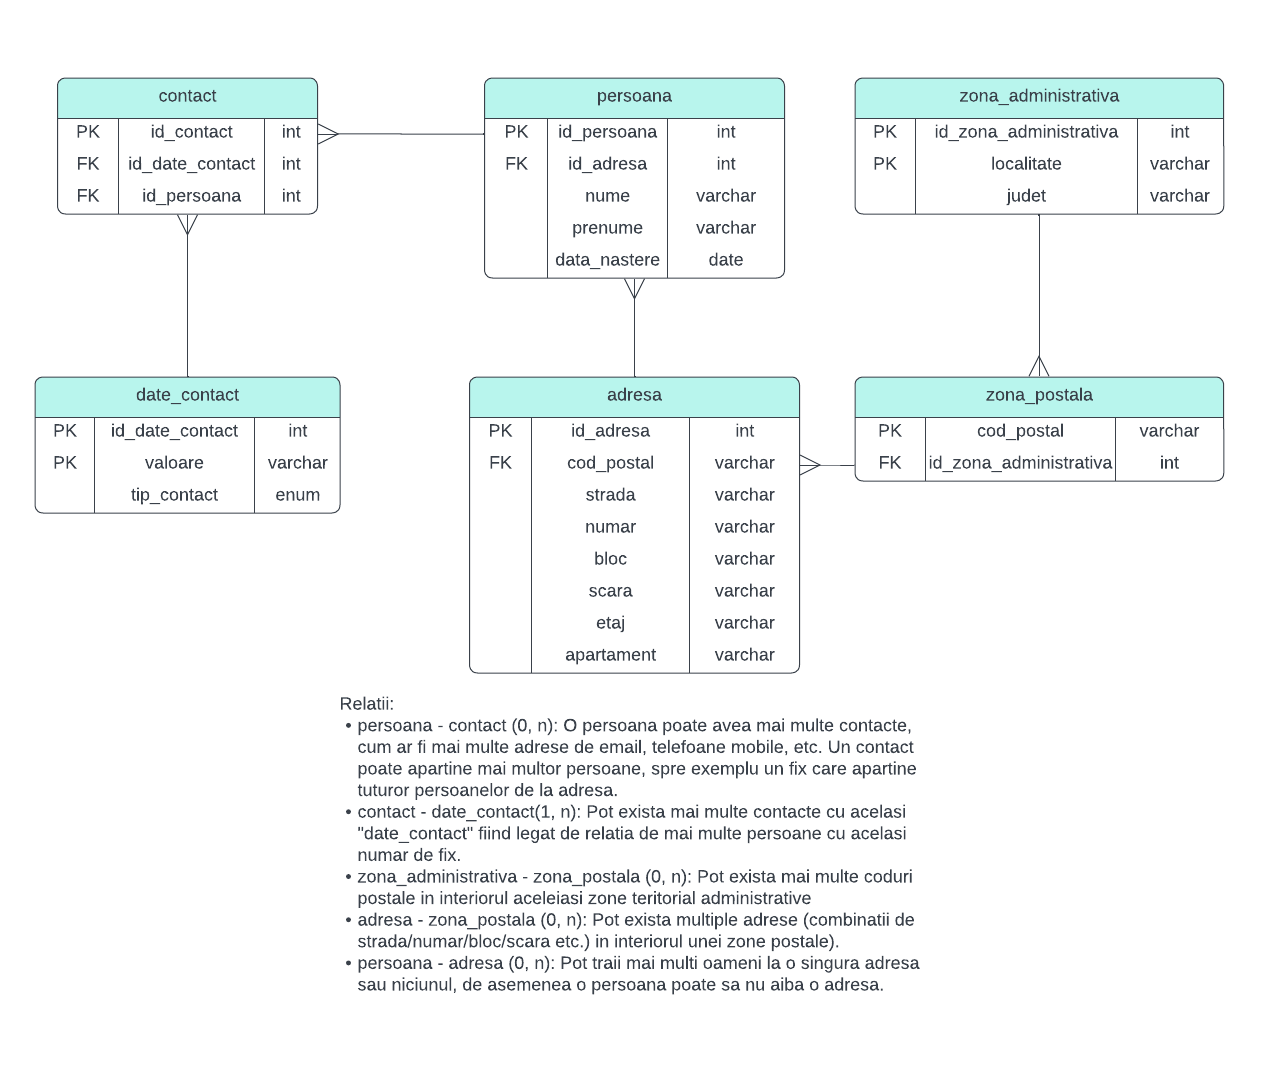 contact
PK id_contact int
FK id_date_contact int
FK id_persoana int
persoana
PK id_persoana int
FK id_adresa int
nume varchar
prenume varchar
data_nastere date
zona_administrativa
PK id_zona_administrativa int
PK localitate varchar
judet varchar
date_contact
PK id_date_contact int
PK valoare varchar
tip_contact enum
adresa
PK id_adresa int
FK cod_postal varchar
strada varchar
numar varchar
bloc varchar
scara varchar
etaj varchar
apartament varchar
zona_postala
PK cod_postal varchar
FK id_zona_administrativa int
Relatii:
• persoana - contact (0, n): O persoana poate avea mai multe contacte,
cum ar fi mai multe adrese de email, telefoane mobile, etc. Un contact
poate apartine mai multor persoane, spre exemplu un fix care apartine
tuturor persoanelor de la adresa.
• contact - date_contact(1, n): Pot exista mai multe contacte cu acelasi
"date_contact" fiind legat de relatia de mai multe persoane cu acelasi
numar de fix.
• zona_administrativa - zona_postala (0, n): Pot exista mai multe coduri
postale in interiorul aceleiasi zone teritorial administrative
• adresa - zona_postala (0, n): Pot exista multiple adrese (combinatii de
strada/numar/bloc/scara etc.) in interiorul unei zone postale).
• persoana - adresa (0, n): Pot traii mai multi oameni la o singura adresa
sau niciunul, de asemenea o persoana poate sa nu aiba o adresa.